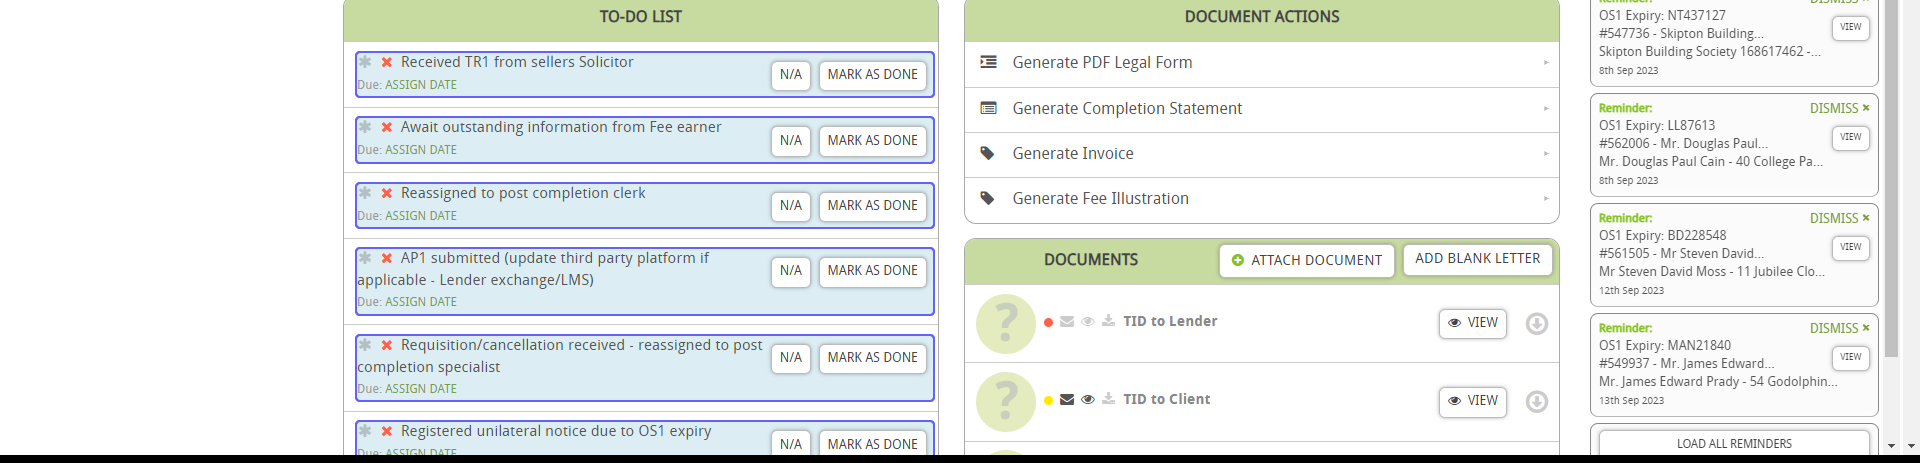 TO-DO LIST
Received TR1 from sellers Solicitor
Due: ASSIGN DATE
N/A
MARK AS DONE
Await outstanding information from Fee earner
Due: ASSIGN DATE
N/A
MARK AS DONE
Reassigned to post completion clerk
Due: ASSIGN DATE
N/A
MARK AS DONE
AP1 submitted (update third party platform if
applicable - Lender exchange/LMS)
Due: ASSIGN DATE
N/A
MARK AS DONE
Requisition/cancellation received - reassigned to post
completion specialist
Due: ASSIGN DATE
N/A
MARK AS DONE
Registered unilateral notice due to OS1 expiry
Due: ASSIGN DATE
N/A
MARK AS DONE
DOCUMENT ACTIONS
Generate PDF Legal Form
Generate Completion Statement
Generate Invoice
Generate Fee Illustration
DOCUMENTS
ATTACH DOCUMENT
ADD BLANK LETTER
?
TID to Lender
VIEW
?
TID to Client
VIEW
Reminder:
DISMISS ×
OS1 Expiry: NT437127
#547736 - Skipton Building...
Skipton Building Society 168617462 -...
8th Sep 2023
VIEW
Reminder:
DISMISS ×
OS1 Expiry: LL87613
#562006 - Mr. Douglas Paul...
Mr. Douglas Paul Cain - 40 College Pa...
8th Sep 2023
VIEW
Reminder:
DISMISS ×
OS1 Expiry: BD228548
#561505 - Mr Steven David...
Mr Steven David Moss - 11 Jubilee Clo...
12th Sep 2023
VIEW
Reminder:
DISMISS ×
OS1 Expiry: MAN21840
#549937 - Mr. James Edward...
Mr. James Edward Prady - 54 Godolphin...
13th Sep 2023
VIEW
LOAD ALL REMINDERS